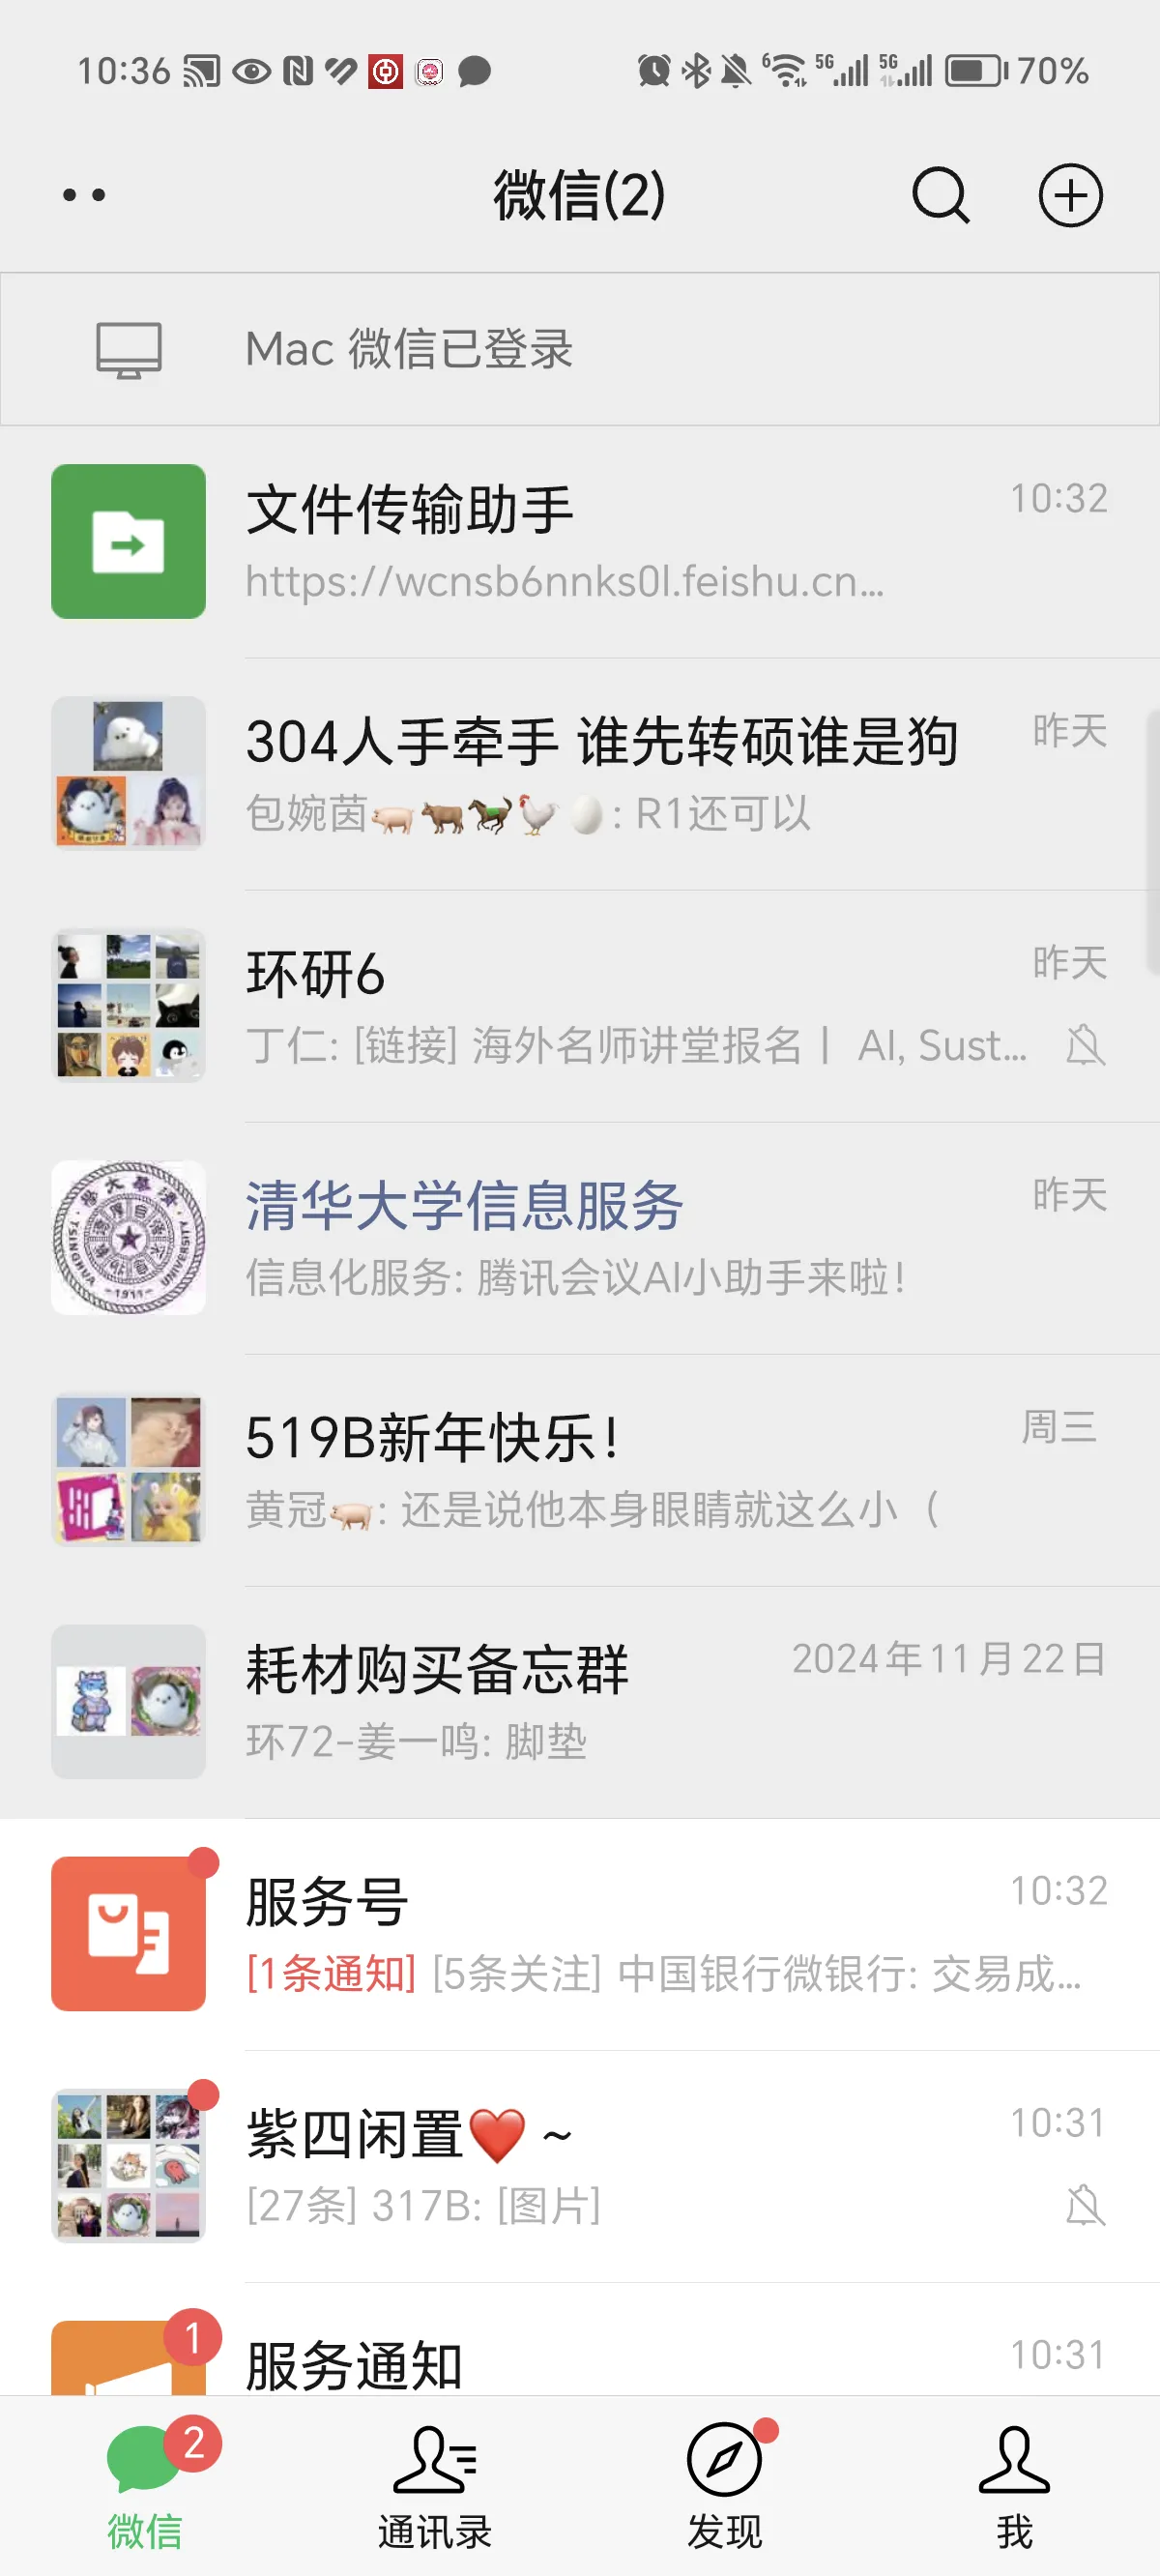 10:36
6 5G 5G 70%
微信(2)
Mac 微信已登录
文件传输助手
10:32
https://wcnsb6nnks0l.feishu.cn...
304人手牵手 谁先转硕谁是狗
昨天
包婉茵🐖🐂🐎🐓🥚: R1还可以
环研6
昨天
丁仁: [链接] 海外名师讲堂报名丨 AI, Sust...
清华大学信息服务
昨天
TSINGHUA UNIVERSITY
-1911-
信息化服务: 腾讯会议AI小助手来啦!
519B新年快乐!
周三
黄冠🐖: 还是说他本身眼睛就这么小（
耗材购买备忘群
2024年11月22日
环72-姜一鸣: 脚垫
服务号
10:32
[1条通知] [5条关注] 中国银行微银行: 交易成...
紫四闲置❤️ ~
10:31
[27条] 317B: [图片]
1
服务通知
10:31
2
微信
通讯录
发现
我